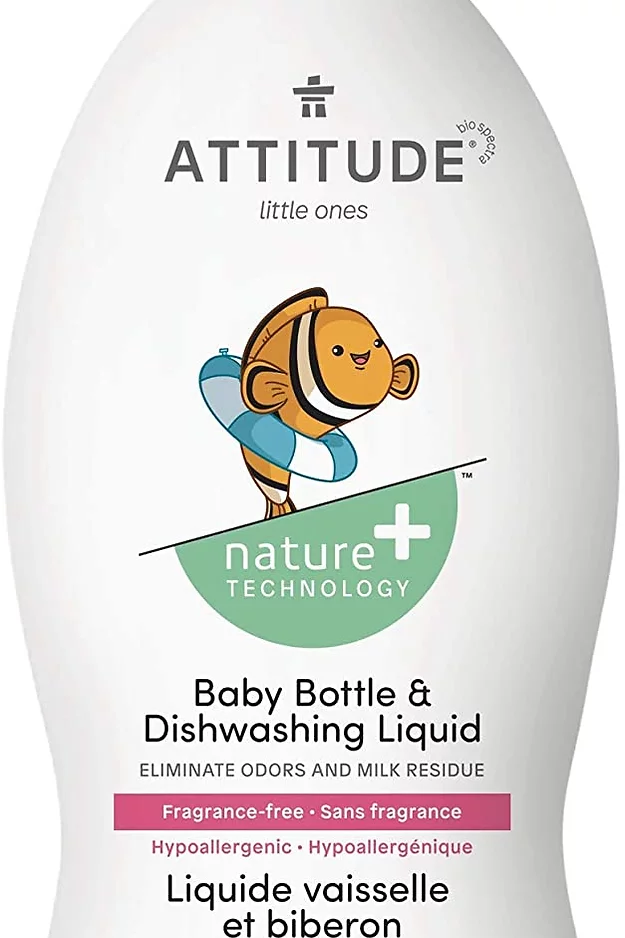 ATTITUDE®
bio spectra
little ones
™
nature+
TECHNOLOGY
Baby Bottle &
Dishwashing Liquid
ELIMINATE ODORS AND MILK RESIDUE
Fragrance-free • Sans fragrance
Hypoallergenic • Hypoallergénique
Liquide vaisselle
et biberon